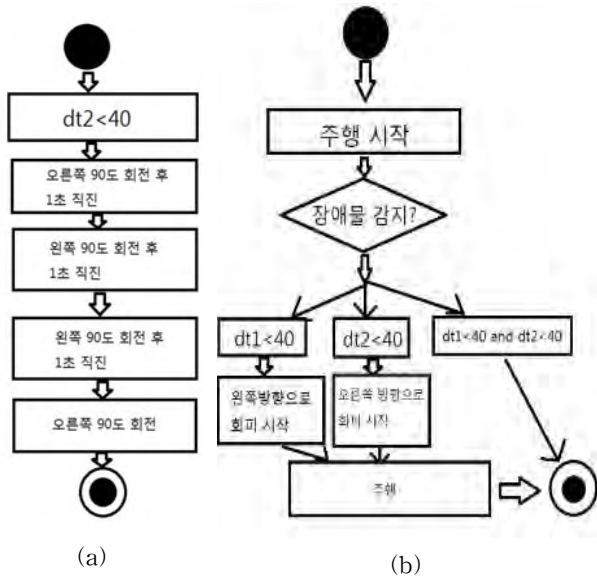 dt2<40
오른쪽 90도 회전 후
1초 직진
왼쪽 90도 회전 후
1초 직진
왼쪽 90도 회전 후
1초 직진
오른쪽 90도 회전
(a)
주행 시작
장애물 감지?
dt1<40
dt2<40
dt1<40 and dt2<40
왼쪽방향으로
회피 시작
오른쪽 방향으로
회피 시작
주행
(b)